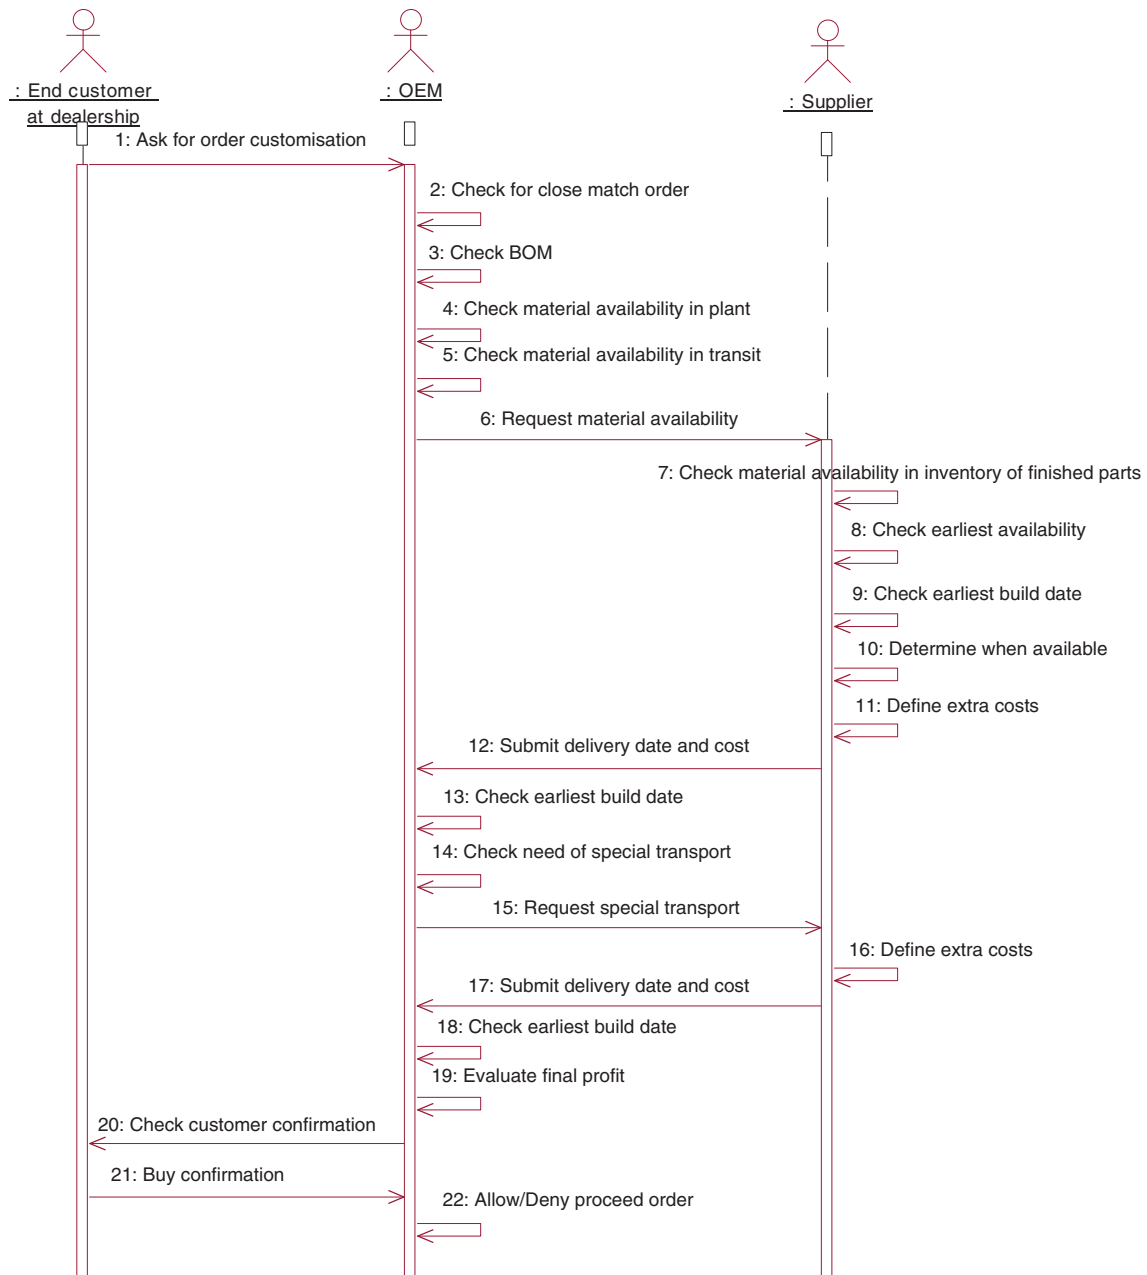 : End customer
at dealership
: OEM
: Supplier
1: Ask for order customisation
2: Check for close match order
3: Check BOM
4: Check material availability in plant
5: Check material availability in transit
6: Request material availability
7: Check material availability in inventory of finished parts
8: Check earliest availability
9: Check earliest build date
10: Determine when available
11: Define extra costs
12: Submit delivery date and cost
13: Check earliest build date
14: Check need of special transport
15: Request special transport
16: Define extra costs
17: Submit delivery date and cost
18: Check earliest build date
19: Evaluate final profit
20: Check customer confirmation
21: Buy confirmation
22: Allow/Deny proceed order